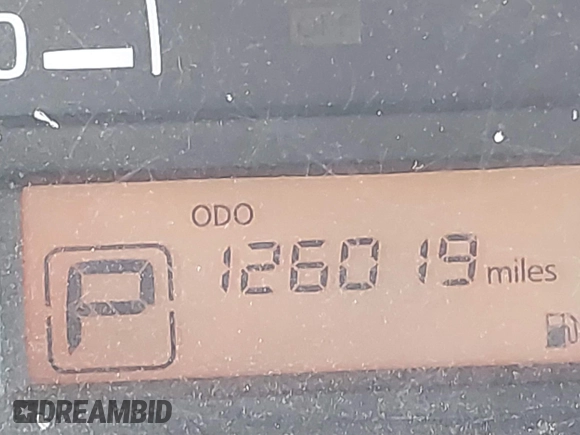 ODO
P
126019 miles
DREAMBID